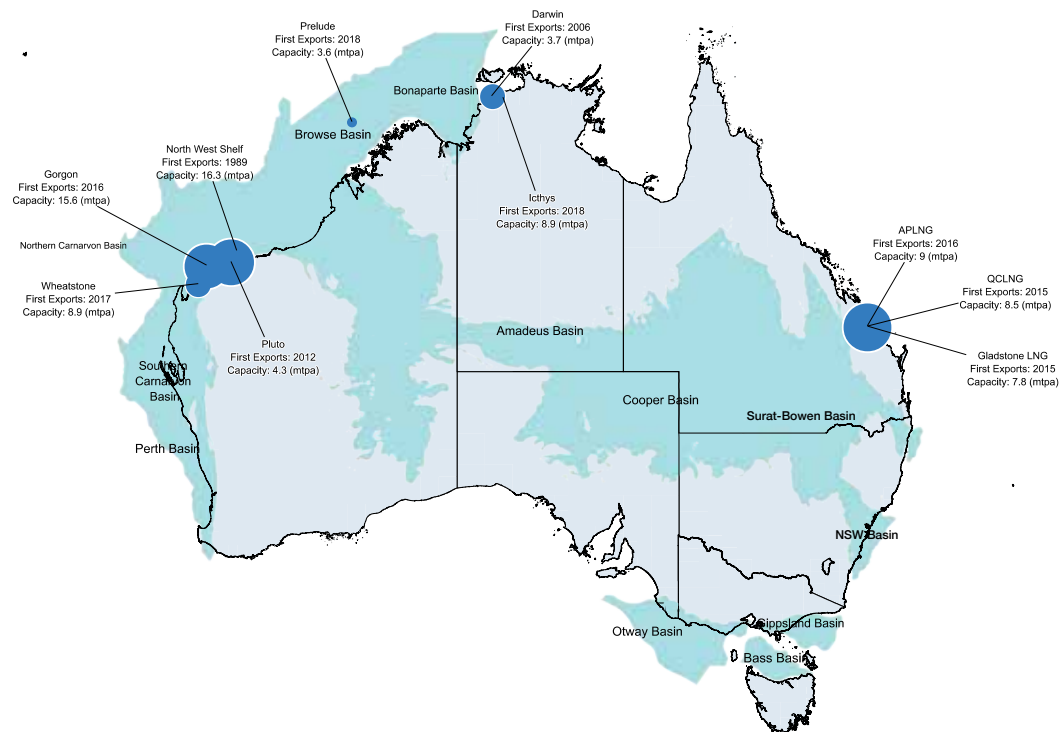 Prelude
First Exports: 2018
Capacity: 3.6 (mtpa)
Darwin
First Exports: 2006
Capacity: 3.7 (mtpa)
Bonaparte Basin
Browse Basin
North West Shelf
First Exports: 1989
Capacity: 16.3 (mtpa)
Gorgon
First Exports: 2016
Capacity: 15.6 (mtpa)
Icthys
First Exports: 2018
Capacity: 8.9 (mtpa)
Northern Carnarvon Basin
APLNG
First Exports: 2016
Capacity: 9 (mtpa)
Wheatstone
First Exports: 2017
Capacity: 8.9 (mtpa)
QCLNG
First Exports: 2015
Capacity: 8.5 (mtpa)
Amadeus Basin
Pluto
First Exports: 2012
Capacity: 4.3 (mtpa)
Gladstone LNG
First Exports: 2015
Capacity: 7.8 (mtpa)
Southern
Carnarvon
Basin
Cooper Basin
Surat-Bowen Basin
Perth Basin
NSW Basin
Otway Basin
Gippsland Basin
Bass Basin